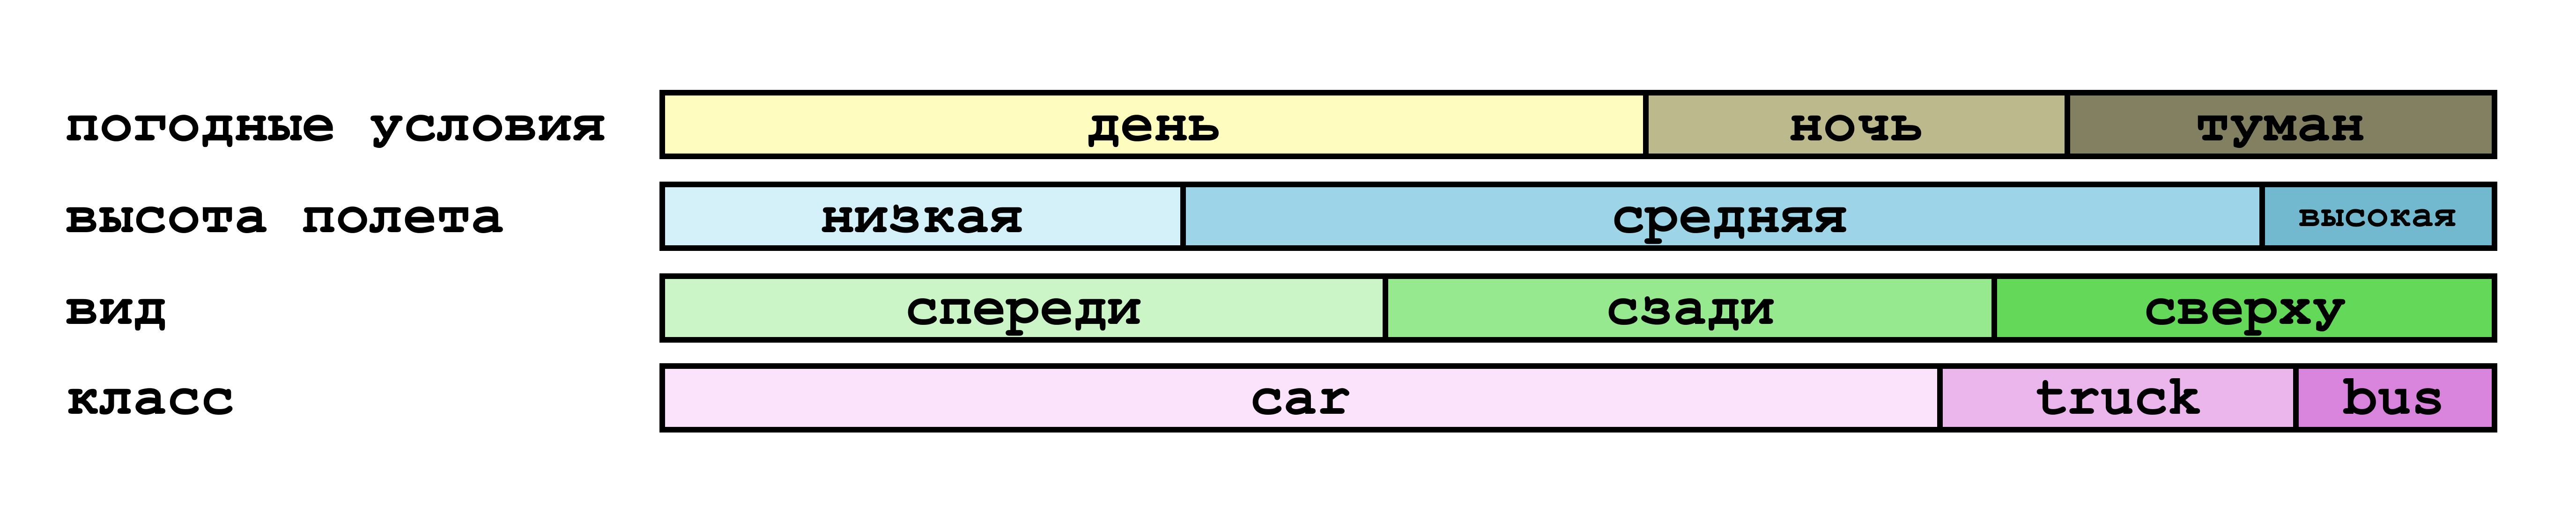 погодные условия день ночь туман
высота полета низкая средняя высокая
вид спереди сзади сверху
класс car truck bus